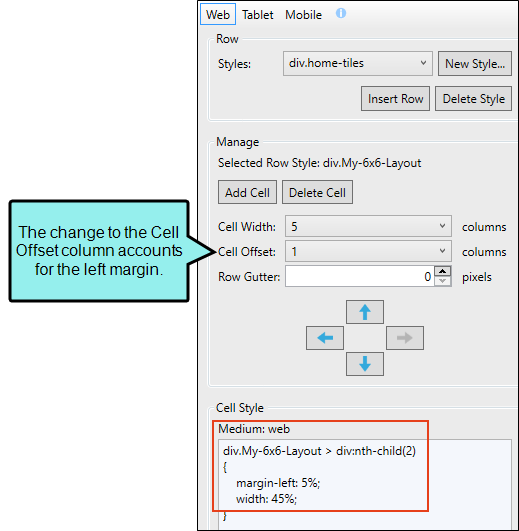 Web Tablet Mobile
Row
Styles: div.home-tiles New Style...
Insert Row Delete Style
Manage
Selected Row Style: div.My-6x6-Layout
Add Cell Delete Cell
The change to the Cell
Offset column accounts
for the left margin.
Cell Width: 5 columns
Cell Offset: 1 columns
Row Gutter: 0 pixels
Cell Style
Medium: web
div.My-6x6-Layout > div:nth-child(2)
{
margin-left: 5%;
width: 45%;
}